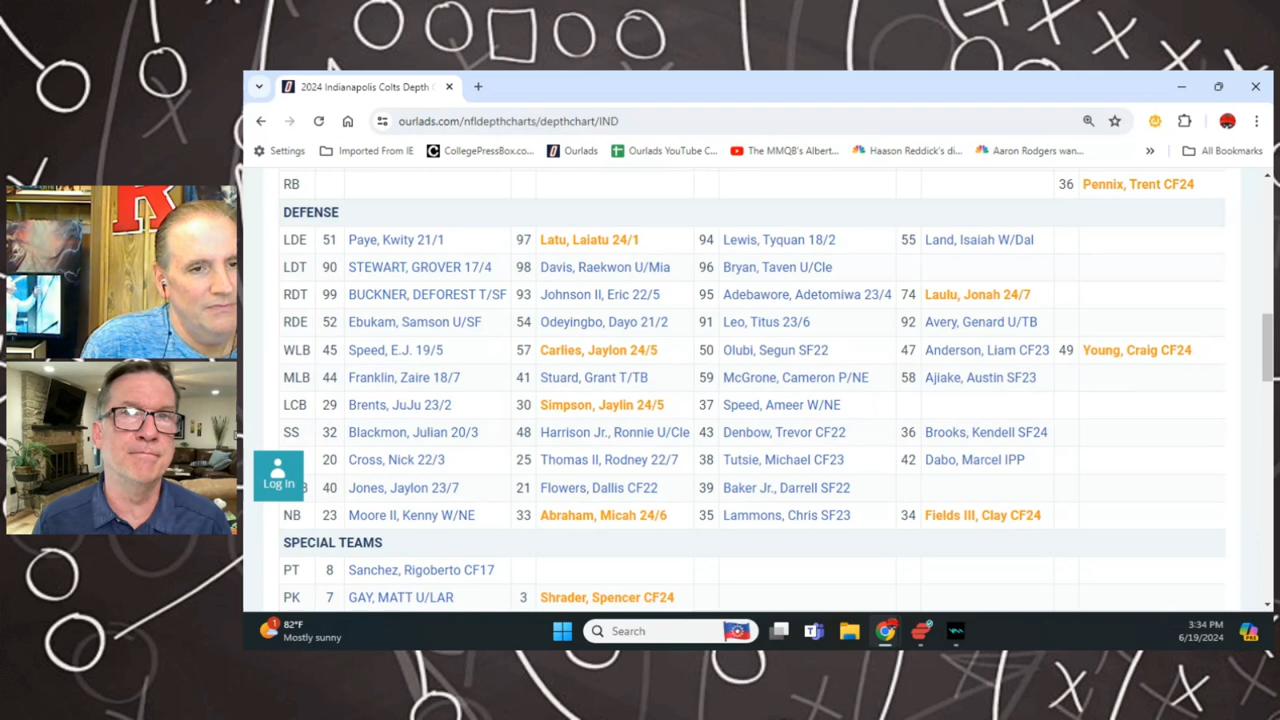 2024 Indianapolis Colts Depth C
ourlads.com/nfldepthcharts/depthchart/IND
Settings Imported From IE CollegePressBox.co... Ourlads Ourlads YouTube C... The MMQB's Albert... Haason Reddick's di... Aaron Rodgers wan... » All Bookmarks
RB 36 Pennix, Trent CF24
DEFENSE
LDE 51 Paye, Kwity 21/1 97 Latu, Laiatu 24/1 94 Lewis, Tyquan 18/2 55 Land, Isaiah W/Dal
LDT 90 STEWART, GROVER 17/4 98 Davis, Raekwon U/Mia 96 Bryan, Taven U/Cle
RDT 99 BUCKNER, DEFOREST T/SF 93 Johnson II, Eric 22/5 95 Adebawore, Adetomiwa 23/4 74 Laulu, Jonah 24/7
RDE 52 Ebukam, Samson U/SF 54 Odeyingbo, Dayo 21/2 91 Leo, Titus 23/6 92 Avery, Genard U/TB
WLB 45 Speed, E.J. 19/5 57 Carlies, Jaylon 24/5 50 Olubi, Segun SF22 47 Anderson, Liam CF23 49 Young, Craig CF24
MLB 44 Franklin, Zaire 18/7 41 Stuard, Grant T/TB 59 McGrone, Cameron P/NE 58 Ajiake, Austin SF23
LCB 29 Brents, JuJu 23/2 30 Simpson, Jaylin 24/5 37 Speed, Ameer W/NE
SS 32 Blackmon, Julian 20/3 48 Harrison Jr., Ronnie U/Cle 43 Denbow, Trevor CF22 36 Brooks, Kendell SF24
20 Cross, Nick 22/3 25 Thomas II, Rodney 22/7 38 Tutsie, Michael CF23 42 Dabo, Marcel IPP
Log In
40 Jones, Jaylon 23/7 21 Flowers, Dallis CF22 39 Baker Jr., Darrell SF22
NB 23 Moore II, Kenny W/NE 33 Abraham, Micah 24/6 35 Lammons, Chris SF23 34 Fields III, Clay CF24
SPECIAL TEAMS
PT 8 Sanchez, Rigoberto CF17
PK 7 GAY, MATT U/LAR 3 Shrader, Spencer CF24
1 82°F
Mostly sunny
Search
3:34 PM
6/19/2024
R